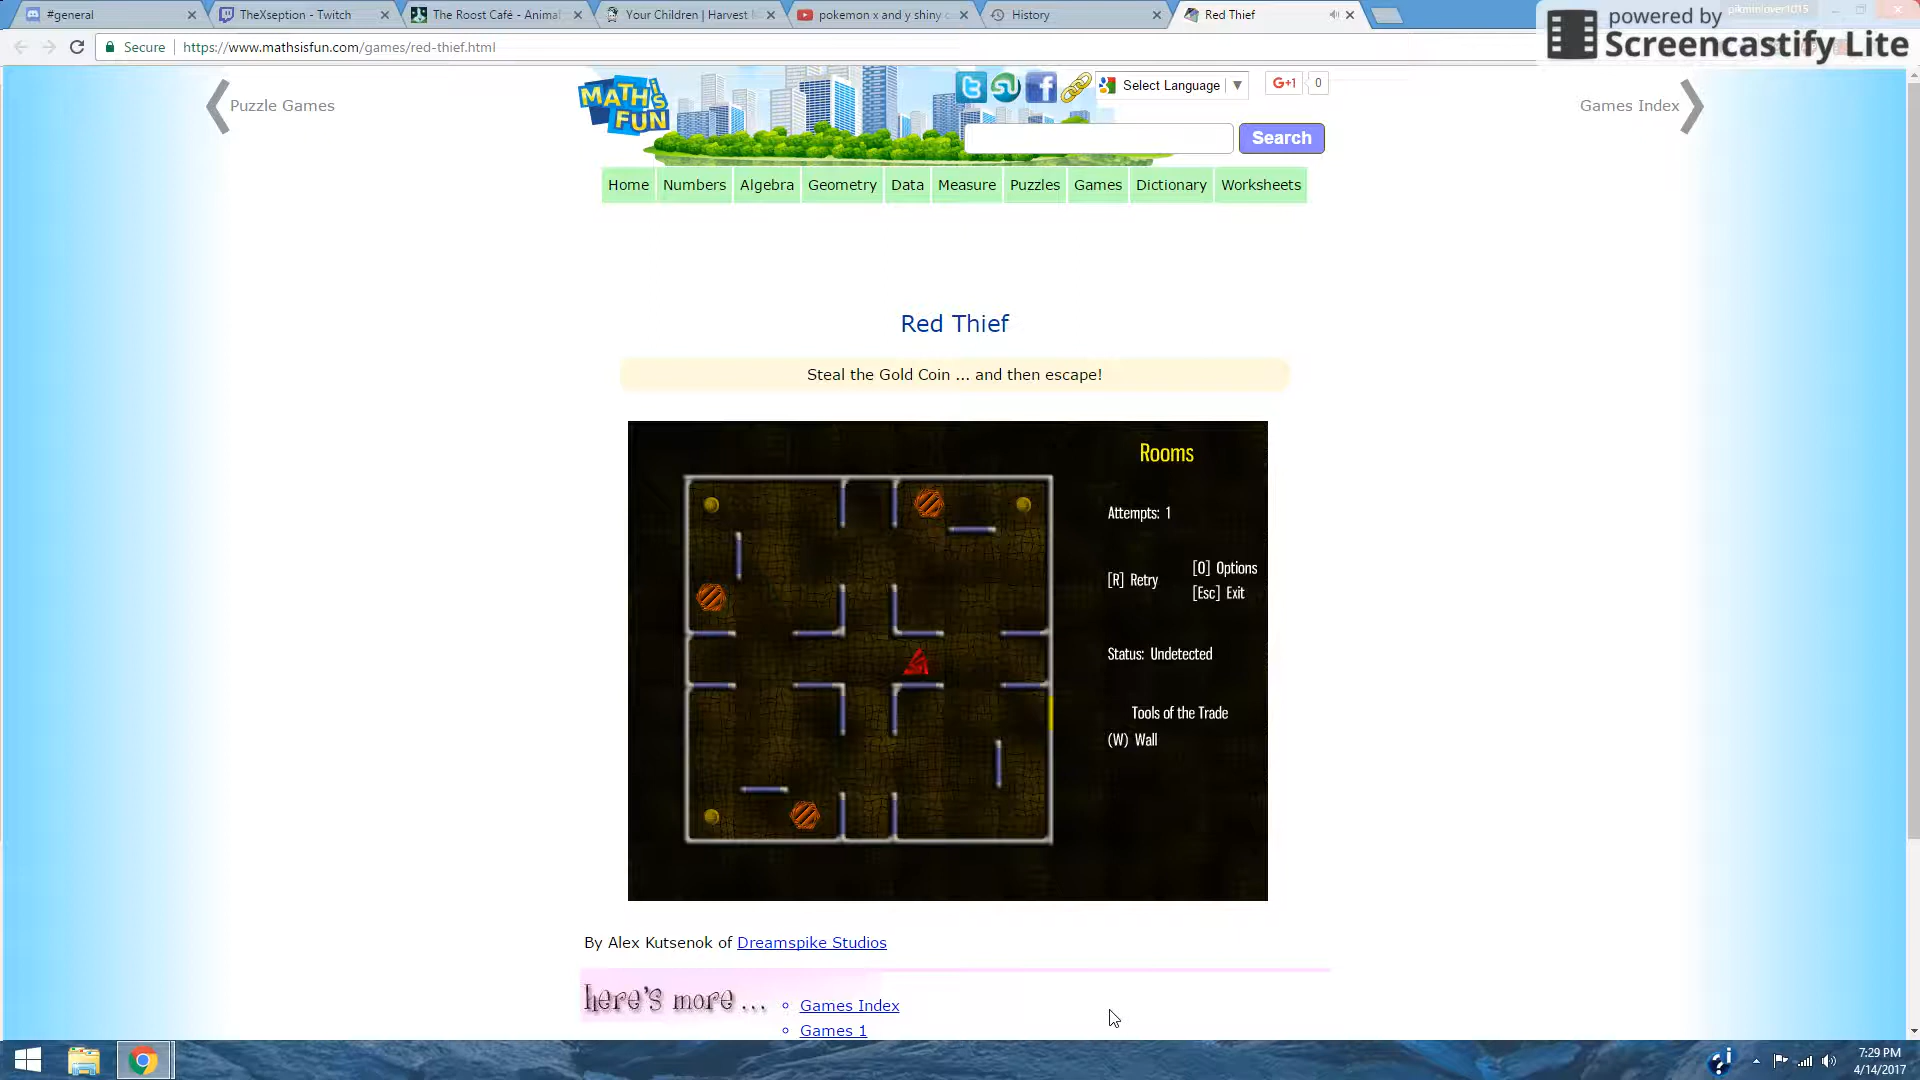 #general
TheXseption - Twitch
The Roost Café - Animal
Your Children | Harvest
pokemon x and y shiny c
History
Red Thief
pikminlover1015
powered by
Screencastify Lite
Secure
https://www.mathsisfun.com/games/red-thief.html
Puzzle Games
MATH is FUN
Select Language
G+1
0
Games Index
Search
Home Numbers Algebra Geometry Data Measure Puzzles Games Dictionary Worksheets
Red Thief
Steal the Gold Coin ... and then escape!
Rooms
Attempts: 1
[R] Retry
[O] Options
[Esc] Exit
Status: Undetected
Tools of the Trade
(W) Wall
By Alex Kutsenok of Dreamspike Studios
here's more ...
Games Index
Games 1
7:29 PM
4/14/2017